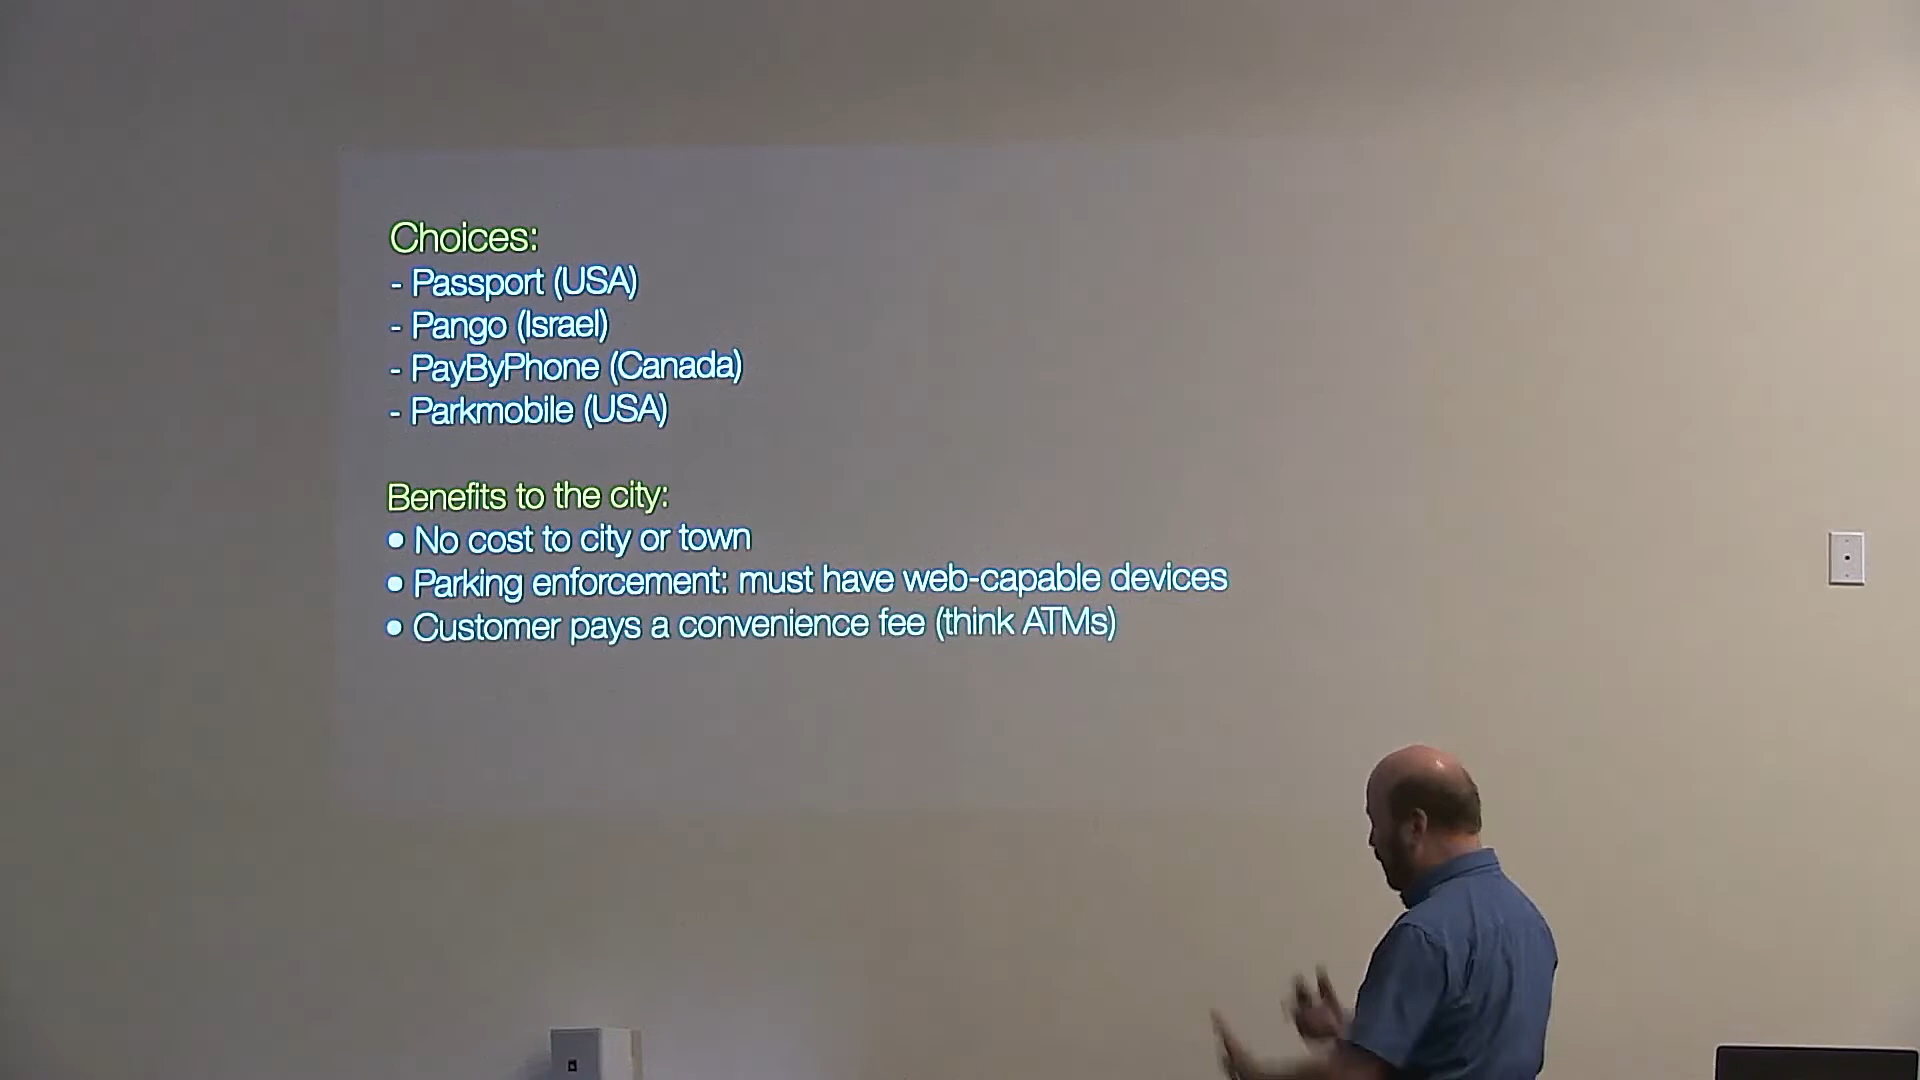 Choices:
- Passport (USA)
- Pango (Israel)
- PayByPhone (Canada)
- Parkmobile (USA)
Benefits to the city:
• No cost to city or town
• Parking enforcement: must have web-capable devices
• Customer pays a convenience fee (think ATMs)